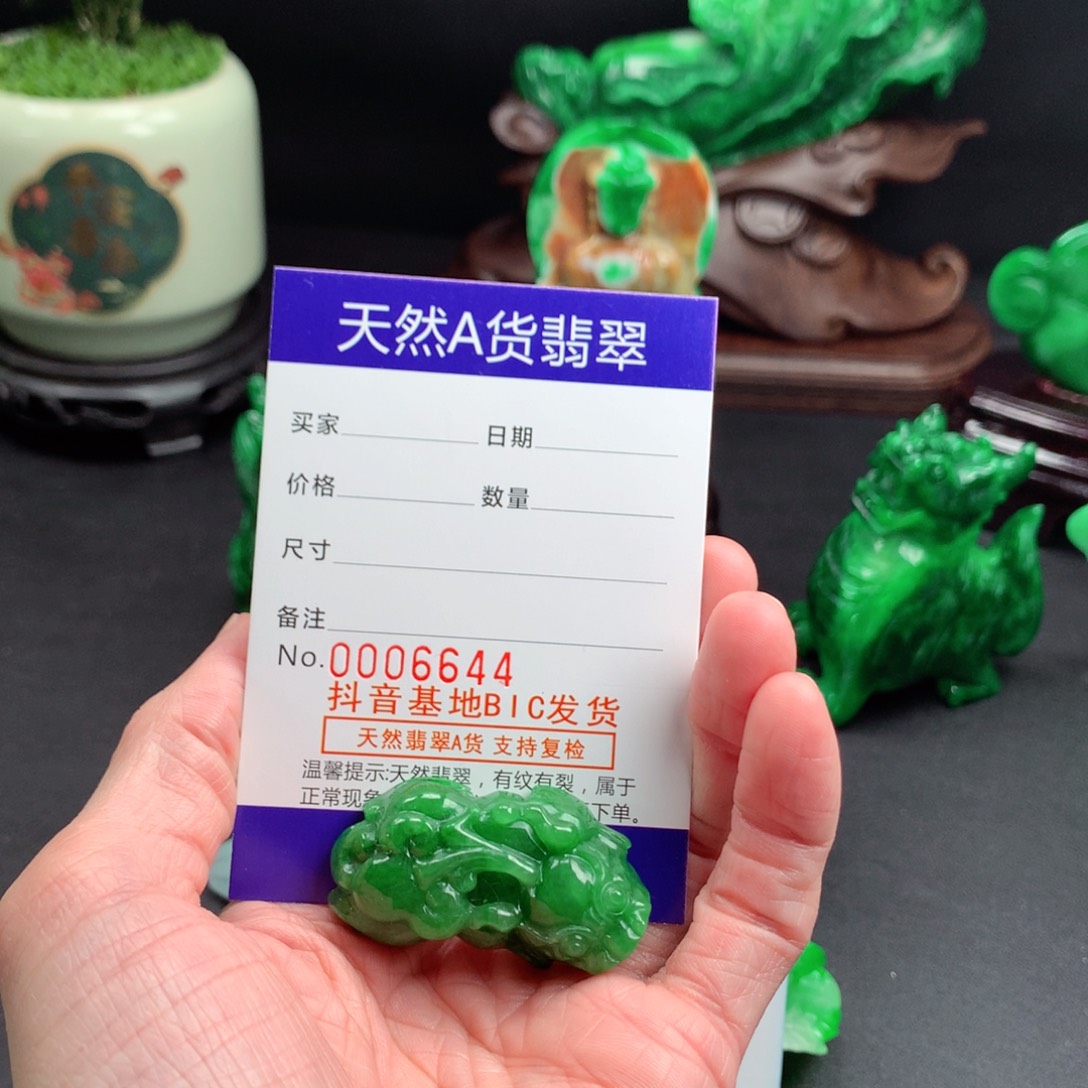 天然A货翡翠
买家 日期
价格 数量
尺寸
备注
No.0006644
抖音基地BIC发货
天然翡翠A货 支持复检
温馨提示:天然翡翠，有纹有裂，属于
正常现象 下单。